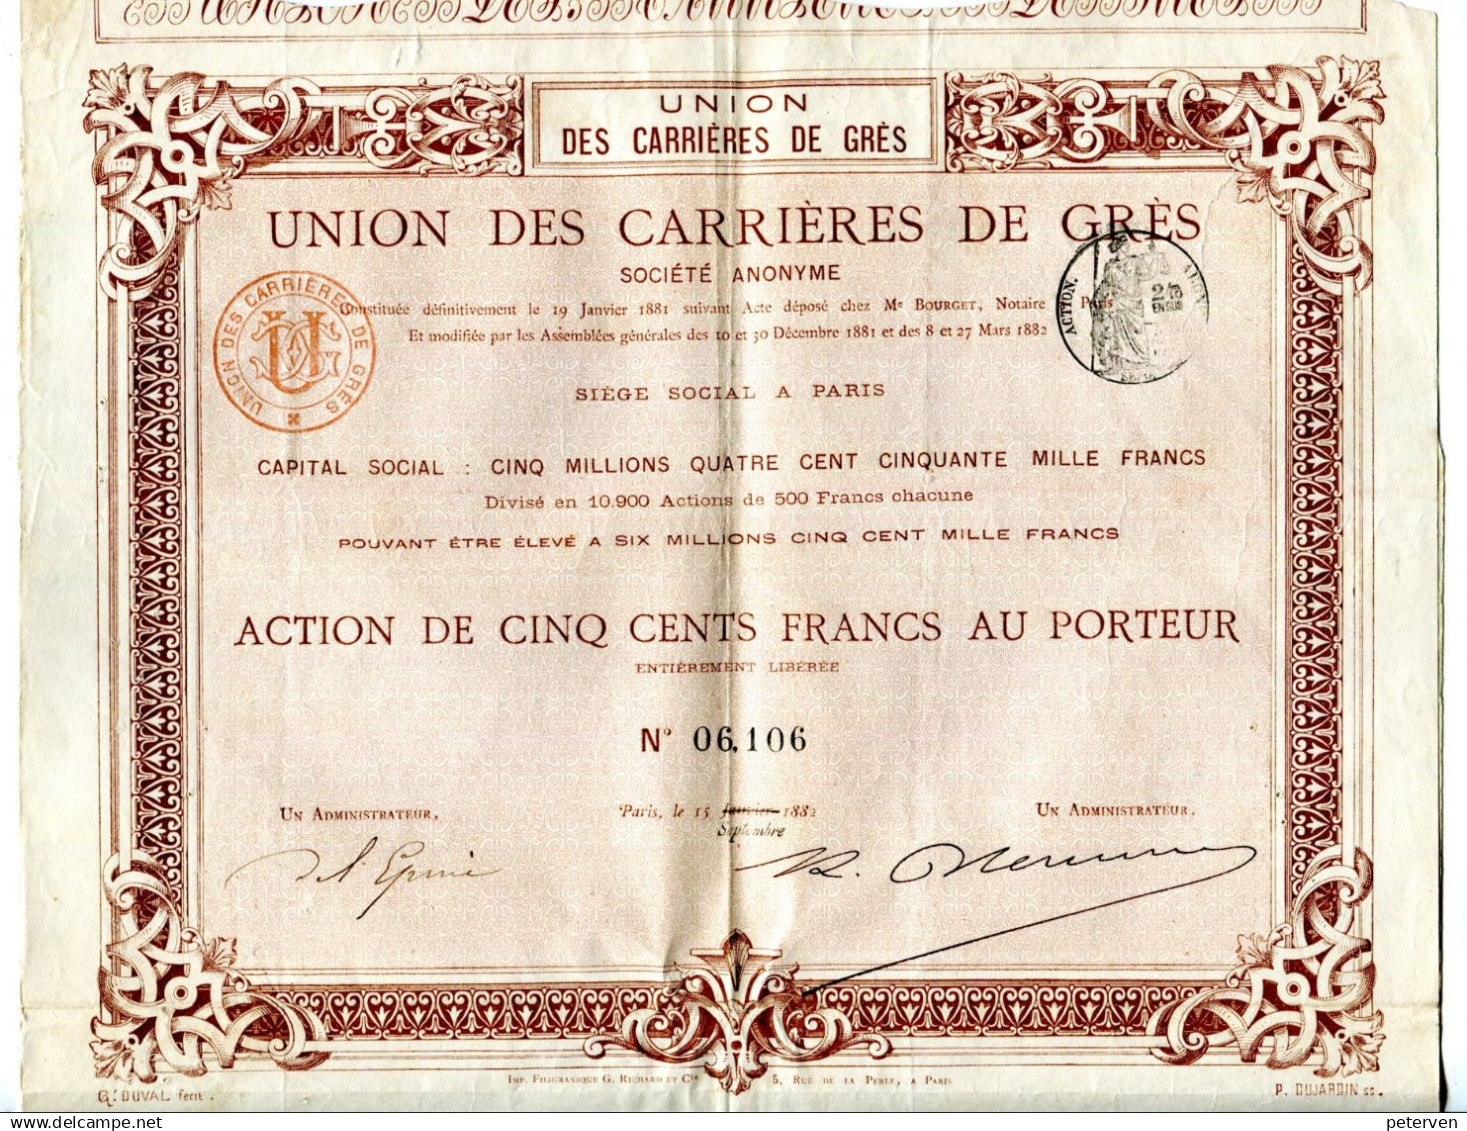 UNION
DES CARRIÈRES DE GRÈS
UNION DES CARRIÈRES DE GRÈS
SOCIÉTÉ ANONYME
Constituée définitivement le 19 Janvier 1881 suivant Acte déposé chez Me BOURGET, Notaire Paris
Et modifiée par les Assemblées générales des 10 et 30 Décembre 1881 et des 8 et 27 Mars 1882
UNION DES CARRIÈRES DE GRÈS
ACTION.
2/10
EN SUS
SIÈGE SOCIAL A PARIS
CAPITAL SOCIAL : CINQ MILLIONS QUATRE CENT CINQUANTE MILLE FRANCS
Divisé en 10.900 Actions de 500 Francs chacune
POUVANT ÊTRE ÉLEVÉ A SIX MILLIONS CINQ CENT MILLE FRANCS
ACTION DE CINQ CENTS FRANCS AU PORTEUR
ENTIÈREMENT LIBÉRÉE
N° 06,106
UN ADMINISTRATEUR,
Paris, le 15 Janvier 1882
Septembre
UN ADMINISTRATEUR,
IMP. FILIGRANIQUE G. RICHARD ET Cie 5, RUE DE LA PERLE, A PARIS
G. DUVAL fecit.
P. DUJARDIN sc.
peterven